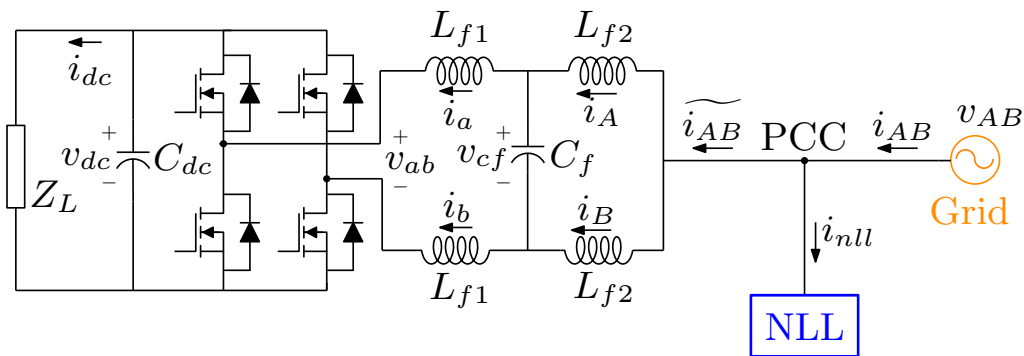 L_{f1}
L_{f2}
i_{dc}
i_a
i_A
\widetilde{i_{AB}}
PCC
i_{AB}
v_{AB}
+
+
+
Z_L
v_{dc}
C_{dc}
v_{ab}
v_{cf}
C_f
−
−
−
Grid
i_b
i_B
i_{nll}
L_{f1}
L_{f2}
NLL